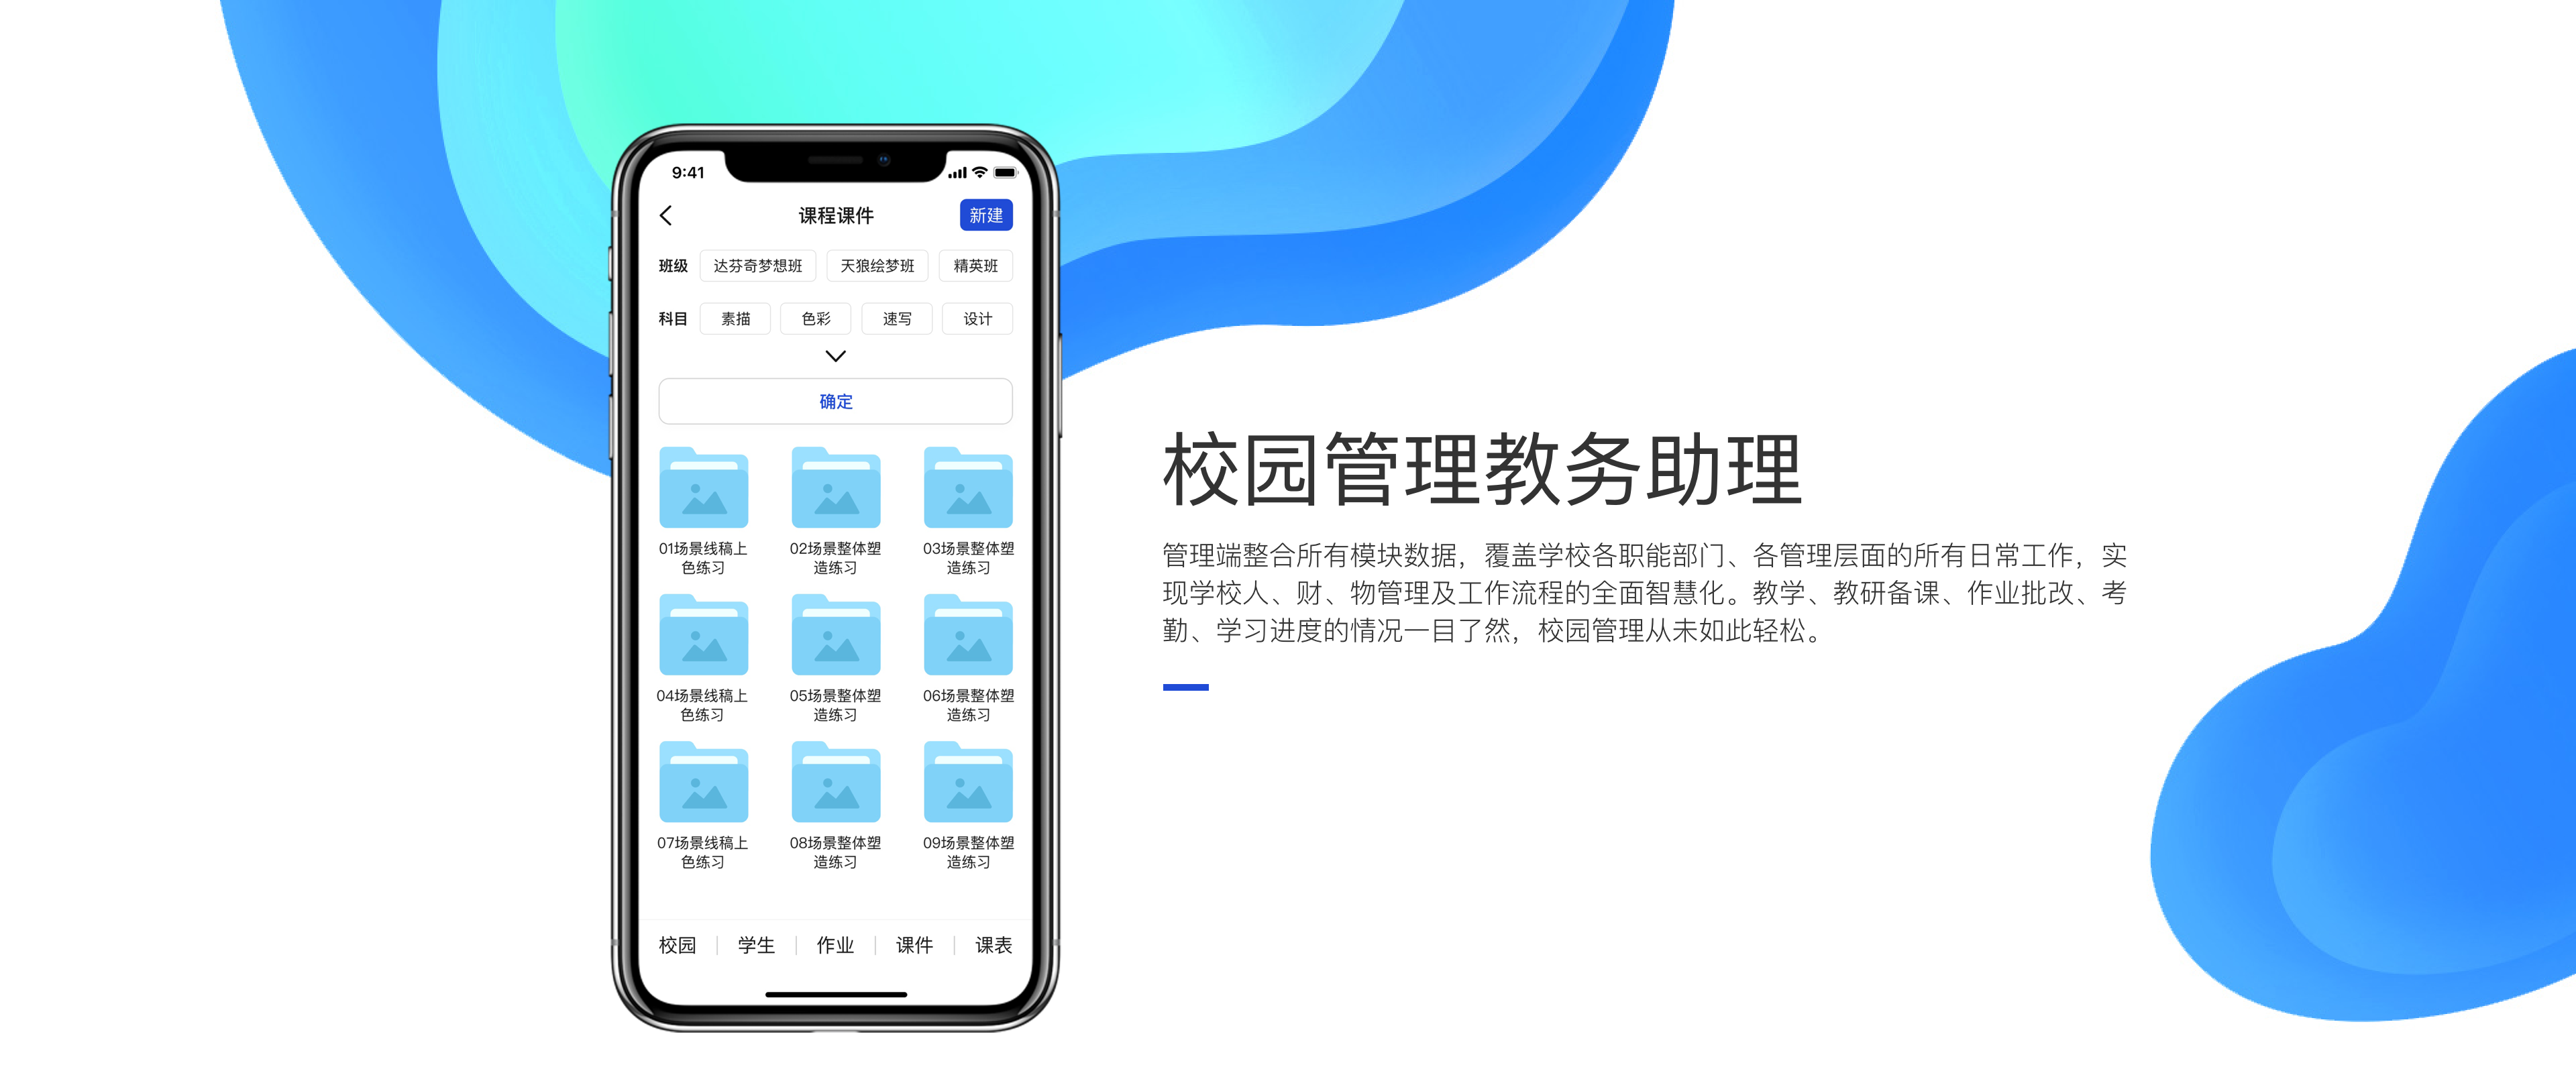 9:41
课程课件
新建
班级 达芬奇梦想班 天狼绘梦班 精英班
科目 素描 色彩 速写 设计
确定
01场景线稿上
色练习
02场景整体塑
造练习
03场景整体塑
造练习
04场景线稿上
色练习
05场景整体塑
造练习
06场景整体塑
造练习
07场景线稿上
色练习
08场景整体塑
造练习
09场景整体塑
造练习
校园 学生 作业 课件 课表
校园管理教务助理
管理端整合所有模块数据，覆盖学校各职能部门、各管理层面的所有日常工作，实
现学校人、财、物管理及工作流程的全面智慧化。教学、教研备课、作业批改、考
勤、学习进度的情况一目了然，校园管理从未如此轻松。